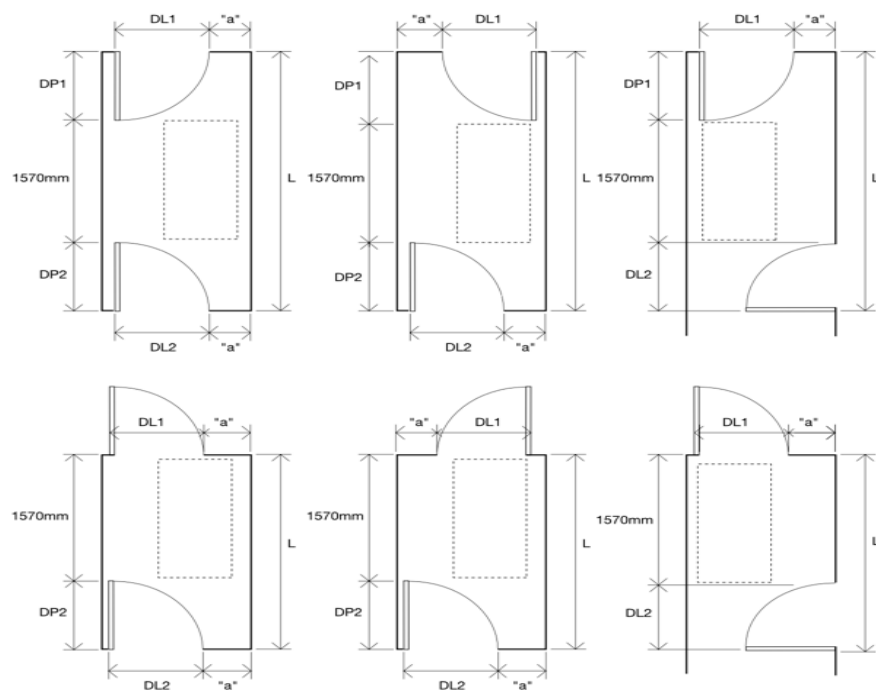 DL1 "a"
DP1
1570mm L
DP2
DL2 "a"
"a" DL1
DP1
1570mm L
DP2
DL2 "a"
DL1 "a"
DP1
1570mm L
DL2
DL1 "a"
1570mm
L
DP2
DL2 "a"
"a" DL1
1570mm
L
DP2
DL2 "a"
DL1 "a"
1570mm
L
DL2